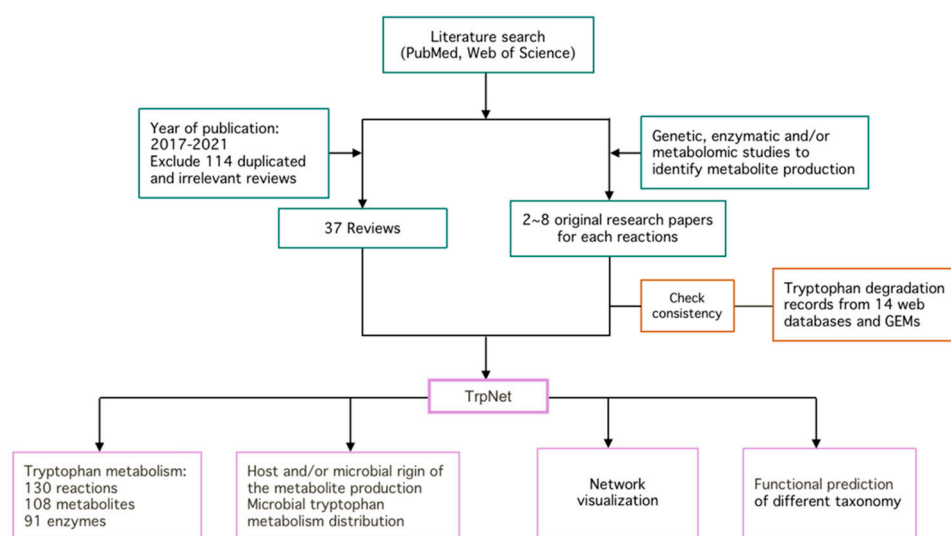 Literature search
(PubMed, Web of Science)
Year of publication:
2017-2021
Exclude 114 duplicated
and irrelevant reviews
Genetic, enzymatic and/or
metabolomic studies to
identify metabolite production
37 Reviews
2~8 original research papers
for each reactions
Check
consistency
Tryptophan degradation
records from 14 web
databases and GEMs
TrpNet
Tryptophan metabolism:
130 reactions
108 metabolites
91 enzymes
Host and/or microbial rigin of
the metabolite production
Microbial tryptophan
metabolism distribution
Network
visualization
Functional prediction
of different taxonomy